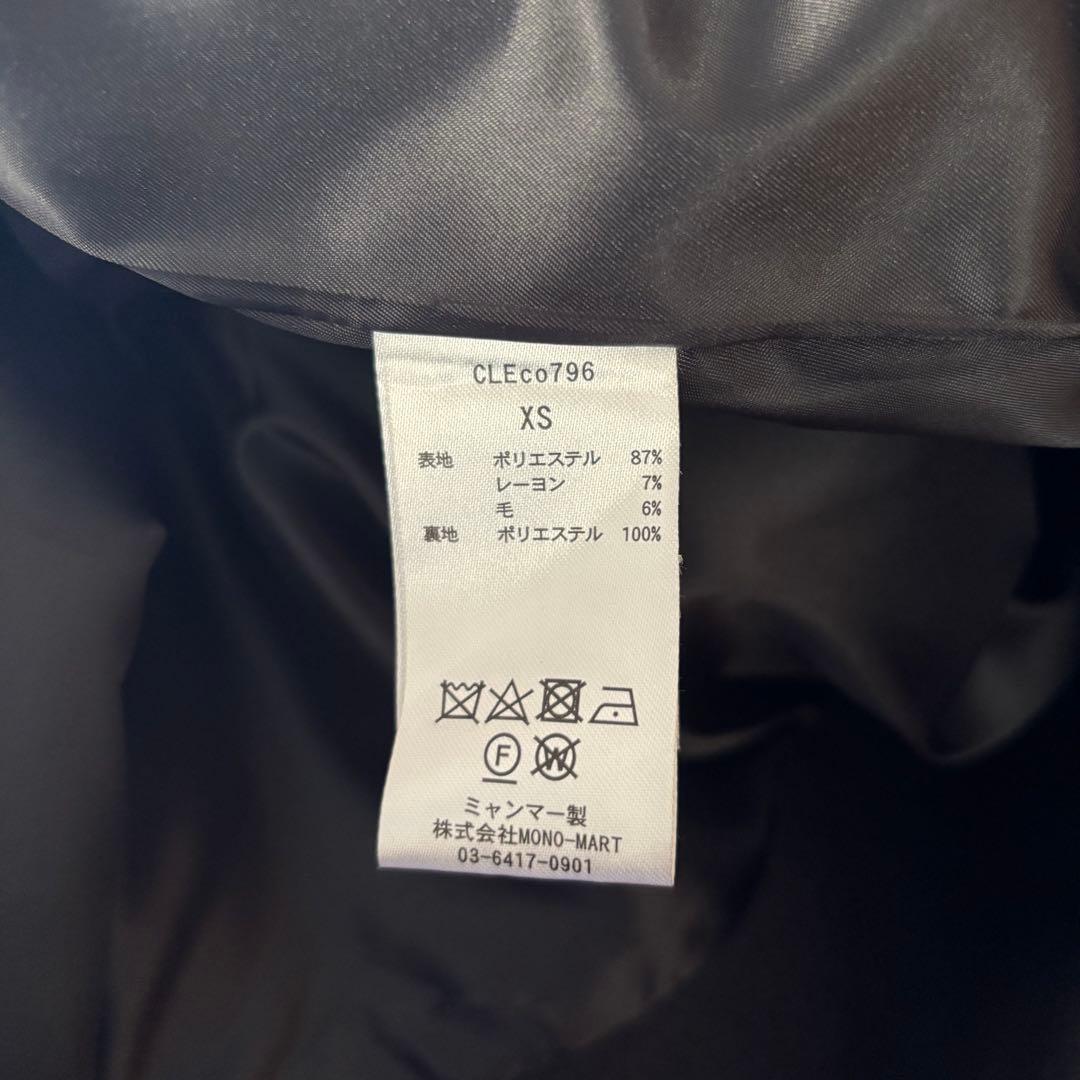 CLEco796
XS
表地 ポリエステル 87%
レーヨン 7%
毛 6%
裏地 ポリエステル 100%
F W
ミャンマー製
株式会社MONO-MART
03-6417-0901